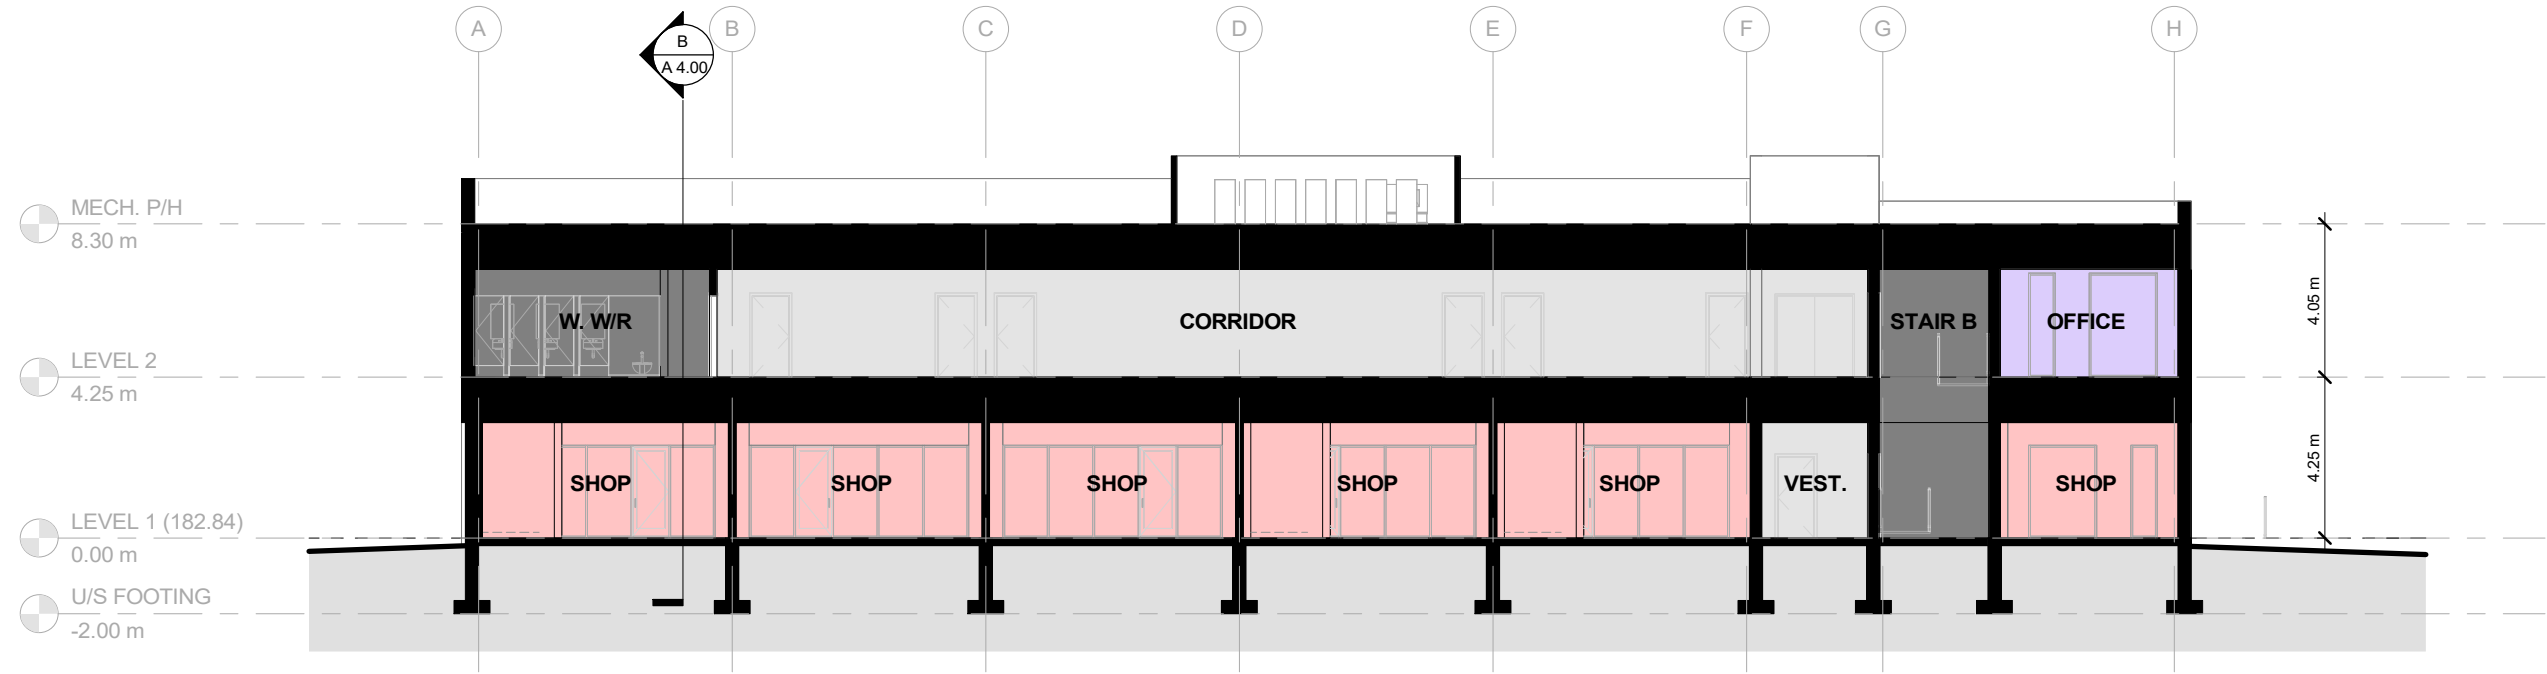 A
B
C
D
E
F
G
H
B
A 4.00
MECH. P/H
8.30 m
LEVEL 2
4.25 m
LEVEL 1 (182.84)
0.00 m
U/S FOOTING
-2.00 m
W. W/R
CORRIDOR
STAIR B
OFFICE
4.05 m
SHOP
SHOP
SHOP
SHOP
SHOP
VEST.
SHOP
4.25 m